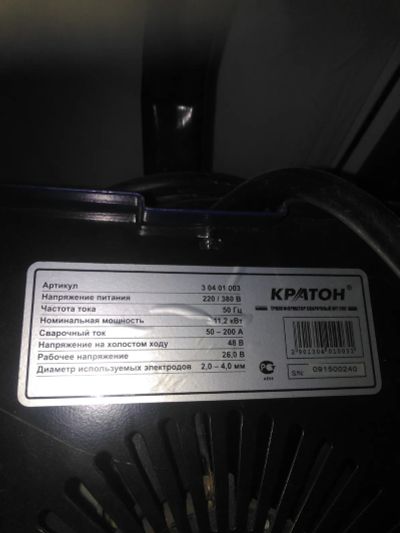 Артикул 3 04 01 003
Напряжение питания 220 / 380 В
Частота тока 50 Гц
Номинальная мощность 11,2 кВт
Сварочный ток 50 – 200 А
Напряжение на холостом ходу 48 В
Рабочее напряжение 26,0 В
Диаметр используемых электродов 2,0 – 4,0 мм
КРАТОН®
ТРАНСФОРМАТОР СВАРОЧНЫЙ
S/N: 091500240